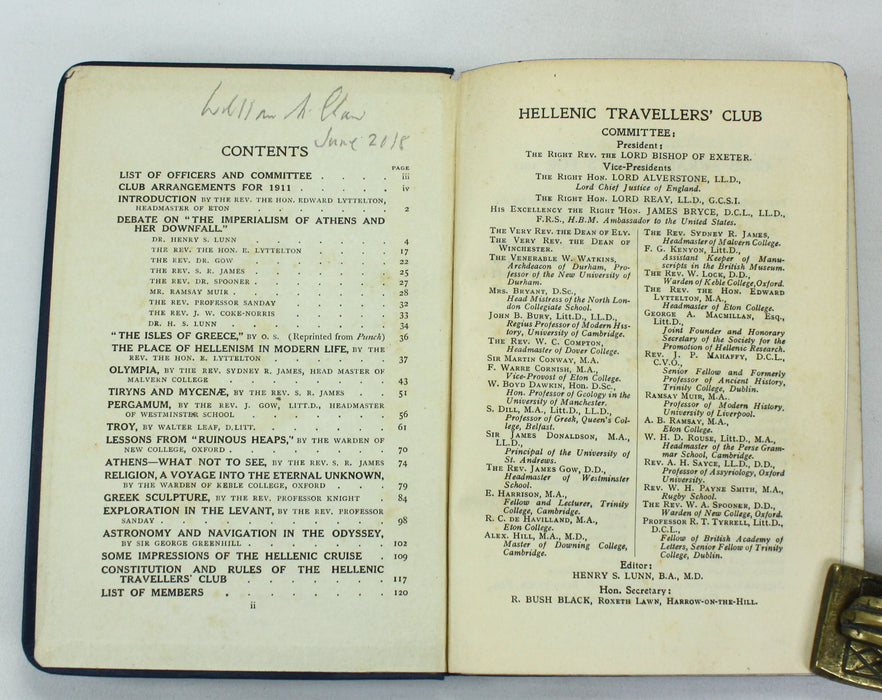 June 2018
CONTENTS
PAGE
LIST OF OFFICERS AND COMMITTEE . . . . . iii
CLUB ARRANGEMENTS FOR 1911 . . . . . iv
INTRODUCTION BY THE REV. THE HON. EDWARD LYTTELTON,
HEADMASTER OF ETON . . . . . . . 2
DEBATE ON "THE IMPERIALISM OF ATHENS AND
HER DOWNFALL."
DR. HENRY S. LUNN . . . . . . 4
THE REV. THE HON. E. LYTTELTON . . . . . 17
THE REV. DR. GOW . . . . . . 22
THE REV. S. R. JAMES . . . . . . 25
THE REV. DR. SPOONER . . . . . . 27
MR. RAMSAY MUIR . . . . . . 28
THE REV. PROFESSOR SANDAY . . . . . 32
THE REV. J. W. COKE-NORRIS . . . . . 33
DR. H. S. LUNN . . . . . . 34
"THE ISLES OF GREECE," BY O. S. (Reprinted from Punch) 36
THE PLACE OF HELLENISM IN MODERN LIFE, BY THE
REV. THE HON. E. LYTTELTON . . . . . 37
OLYMPIA, BY THE REV. SYDNEY R. JAMES, HEAD MASTER OF
MALVERN COLLEGE . . . . . . . 43
TIRYNS AND MYCENÆ, BY THE REV. S. R. JAMES . . . 51
PERGAMUM, BY THE REV. J. GOW, LITT.D., HEADMASTER
OF WESTMINSTER SCHOOL . . . . . . 56
TROY, BY WALTER LEAF, D.LITT. . . . . . 61
LESSONS FROM "RUINOUS HEAPS," BY THE WARDEN OF
NEW COLLEGE, OXFORD . . . . . . 70
ATHENS—WHAT NOT TO SEE, BY THE REV. S. R. JAMES 74
RELIGION, A VOYAGE INTO THE ETERNAL UNKNOWN,
BY THE WARDEN OF KEBLE COLLEGE, OXFORD . . . 79
GREEK SCULPTURE, BY THE REV. PROFESSOR KNIGHT . . 84
EXPLORATION IN THE LEVANT, BY THE REV. PROFESSOR
SANDAY . . . . . . . . 98
ASTRONOMY AND NAVIGATION IN THE ODYSSEY,
BY SIR GEORGE GREENHILL . . . . . . 102
SOME IMPRESSIONS OF THE HELLENIC CRUISE . . 109
CONSTITUTION AND RULES OF THE HELLENIC
TRAVELLERS' CLUB . . . . . . 117
LIST OF MEMBERS . . . . . . . 120
ii
HELLENIC TRAVELLERS' CLUB
COMMITTEE:
President:
THE RIGHT REV. THE LORD BISHOP OF EXETER.
Vice-Presidents
THE RIGHT HON. LORD ALVERSTONE, LL.D.,
Lord Chief Justice of England.
THE RIGHT HON. LORD REAY, LL.D., G.C.S.I.
HIS EXCELLENCY THE RIGHT HON. JAMES BRYCE, D.C.L., LL.D.,
F.R.S., H.B.M. Ambassador to the United States.
THE VERY REV. THE DEAN OF ELY.
THE VERY REV. THE DEAN OF
WINCHESTER.
THE VENERABLE W. WATKINS,
Archdeacon of Durham, Pro-
fessor of the New University of
Durham.
MRS. BRYANT, D.Sc.,
Head Mistress of the North Lon-
don Collegiate School.
JOHN B. BURY, Litt.D., LL.D.,
Regius Professor of Modern His-
tory, University of Cambridge.
THE REV. W. C. COMPTON,
Headmaster of Dover College.
SIR MARTIN CONWAY, M.A.
F. WARRE CORNISH, M.A.,
Vice-Provost of Eton College.
W. BOYD DAWKIN, Hon. D.Sc.,
Hon. Professor of Geology in the
University of Manchester.
S. DILL, M.A., Litt.D., LL.D.,
Professor of Greek, Queen's Col-
lege, Belfast.
SIR JAMES DONALDSON, M.A.,
LL.D.,
Principal of the University of
St. Andrews.
THE REV. JAMES GOW, D.D.,
Headmaster of Westminster
School.
E. HARRISON, M.A.,
Fellow and Lecturer, Trinity
College, Cambridge.
R. C. DE HAVILLAND, M.A.,
Eton College.
ALEX. HILL, M.A., M.D.,
Master of Downing College,
Cambridge.
THE REV. SYDNEY R. JAMES,
Headmaster of Malvern College.
F. G. KENYON, Litt.D.,
Assistant Keeper of Manu-
scripts in the British Museum.
THE REV. W. LOCK, D.D.,
Warden of Keble College, Oxford.
THE REV. THE HON. EDWARD
LYTTELTON, M.A.,
Headmaster of Eton College.
GEORGE A. MACMILLAN, Esq.,
Litt.D.,
Joint Founder and Honorary
Secretary of the Society for the
Promotion of Hellenic Research.
REV. J. P. MAHAFFY, D.C.L.,
C.V.O.,
Senior Fellow and Formerly
Professor of Ancient History,
Trinity College, Dublin.
RAMSAY MUIR, M.A.
Professor of Modern History,
University of Liverpool.
A. B. RAMSAY, M.A.,
Eton College.
W. H. D. ROUSE, Litt.D., M.A.,
Headmaster of the Perse Gram-
mar School, Cambridge.
REV. A. H. SAYCE, LL.D., D.D.,
Professor of Assyriology, Oxford
University.
REV. W. H. PAYNE SMITH, M.A.,
Rugby School.
THE REV. W. A. SPOONER, D.D.,
Warden of New College, Oxford.
PROFESSOR R. T. TYRRELL, Litt.D.,
D.C.L.,
Fellow of British Academy of
Letters, Senior Fellow of Trinity
College, Dublin.
Editor:
HENRY S. LUNN, B.A., M.D.
Hon. Secretary:
R. BUSH BLACK, ROXETH LAWN, HARROW-ON-THE-HILL.